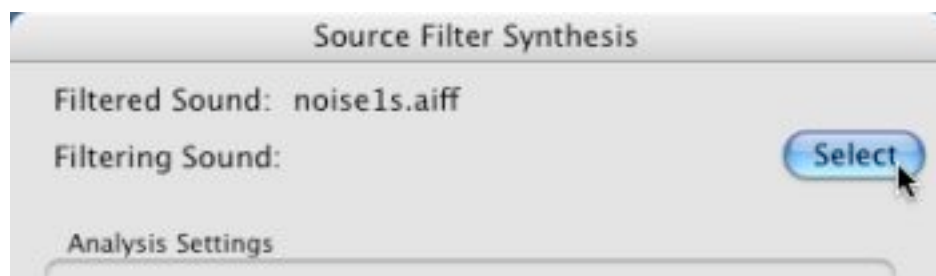 Source Filter Synthesis
Filtered Sound: noise1s.aiff
Filtering Sound: Select
Analysis Settings